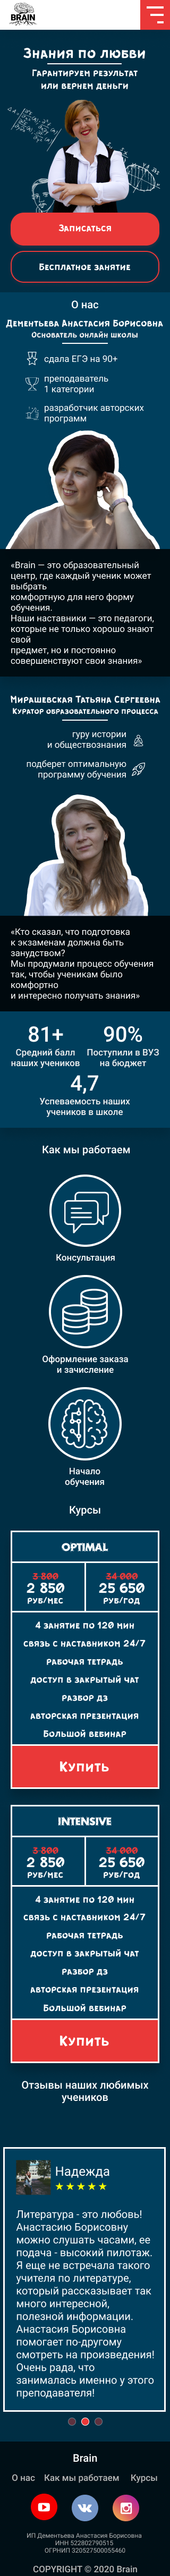 BRAIN
Знания по любви
Гарантируем результат
или вернем деньги
Записаться
Бесплатное занятие
О нас
Дементьева Анастасия Борисовна
Основатель онлайн школы
сдала ЕГЭ на 90+
преподаватель
1 категории
разработчик авторских
программ
«Brain — это образовательный
центр, где каждый ученик может
выбрать
комфортную для него форму
обучения.
Наши наставники — это педагоги,
которые не только хорошо знают
свой
предмет, но и постоянно
совершенствуют свои знания»
Мирашевская Татьяна Сергеевна
Куратор образовательного процесса
гуру истории
и обществознания
подберет оптимальную
программу обучения
«Кто сказал, что подготовка
к экзаменам должна быть
занудством?
Мы продумали процесс обучения
так, чтобы ученикам было
комфортно
и интересно получать знания»
81+
Средний балл
наших учеников
90%
Поступили в ВУЗ
на бюджет
4,7
Успеваемость наших
учеников в школе
Как мы работаем
Консультация
Оформление заказа
и зачисление
Начало
обучения
Курсы
OPTIMAL
3 300
2 850
руб/мес
34 000
25 650
руб/год
4 занятие по 120 мин
связь с наставником 24/7
рабочая тетрадь
доступ в закрытый чат
разбор дз
авторская презентация
Большой вебинар
Купить
INTENSIVE
3 300
2 850
руб/мес
34 000
25 650
руб/год
4 занятие по 120 мин
связь с наставником 24/7
рабочая тетрадь
доступ в закрытый чат
разбор дз
авторская презентация
Большой вебинар
Купить
Отзывы наших любимых
учеников
Надежда
Литература - это любовь!
Анастасию Борисовну
можно слушать часами, ее
подача - высокий пилотаж.
Я еще не встречала такого
учителя по литературе,
который рассказывает так
много интересной,
полезной информации.
Анастасия Борисовна
помогает по-другому
смотреть на произведения!
Очень рада, что
занималась именно у этого
преподавателя!
Brain
О нас Как мы работаем Курсы
ИП Дементьева Анастасия Борисовна
ИНН 522802790515
ОГРНИП 320527500055460
COPYRIGHT © 2020 Brain